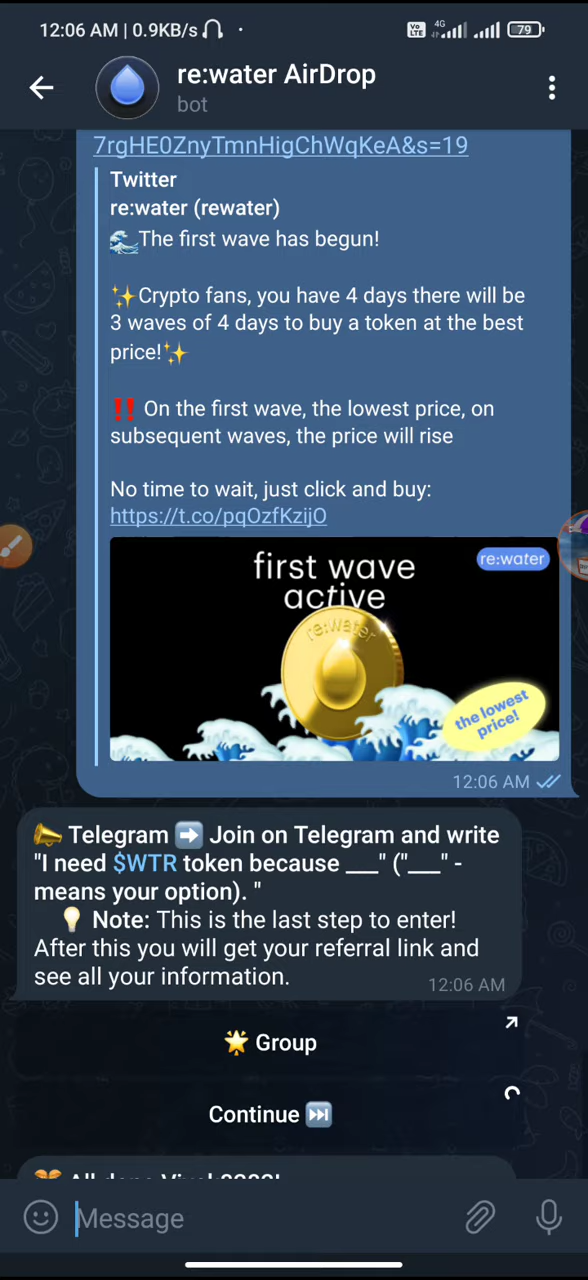 12:06 AM | 0.9KB/s
Vo
LTE
4G
79
re:water AirDrop
bot
7rgHE0ZnyTmnHigChWqKeA&s=19
Twitter
re:water (rewater)
🌊The first wave has begun!
✨Crypto fans, you have 4 days there will be
3 waves of 4 days to buy a token at the best
price!✨
‼️ On the first wave, the lowest price, on
subsequent waves, the price will rise
No time to wait, just click and buy:
https://t.co/pqOzfKzijO
first wave
active
re:water
re:water
the lowest
price!
12:06 AM
📣 Telegram ➡️ Join on Telegram and write
"I need $WTR token because ___" ("___" -
means your option). "
💡 Note: This is the last step to enter!
After this you will get your referral link and
see all your information.
12:06 AM
🌟 Group
Continue ⏭️
Message